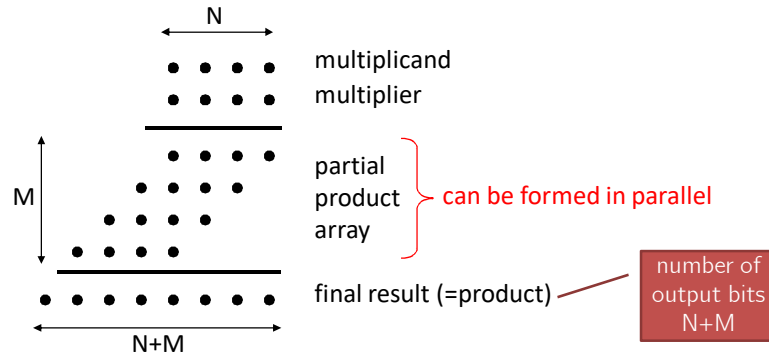 N
multiplicand
multiplier
M
partial
product
array
can be formed in parallel
final result (=product)
number of
output bits
N+M
N+M